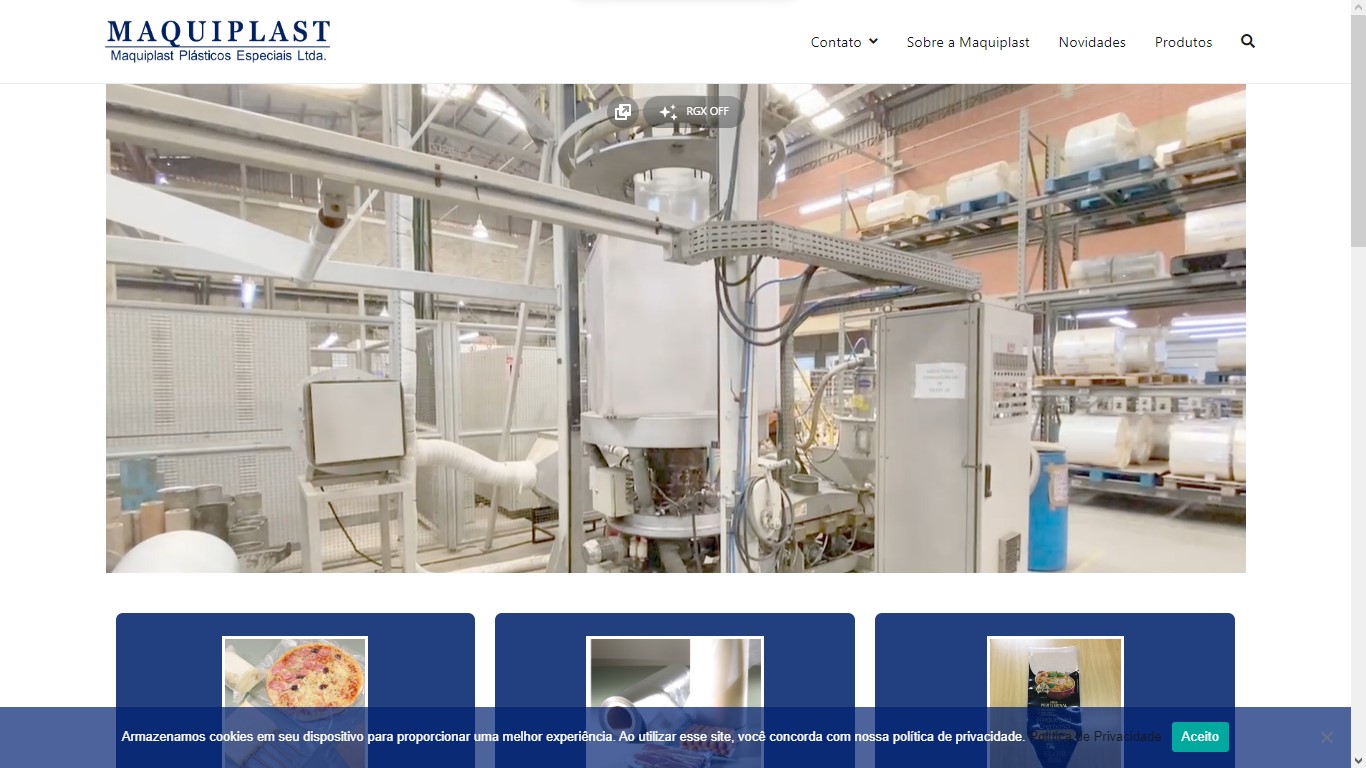 MAQUIPLAST
Maquiplast Plásticos Especiais Ltda.
Contato
Sobre a Maquiplast
Novidades
Produtos
RGX OFF
Armazenamos cookies em seu dispositivo para proporcionar uma melhor experiência. Ao utilizar esse site, você concorda com nossa política de privacidade. Política de Privacidade
Aceito